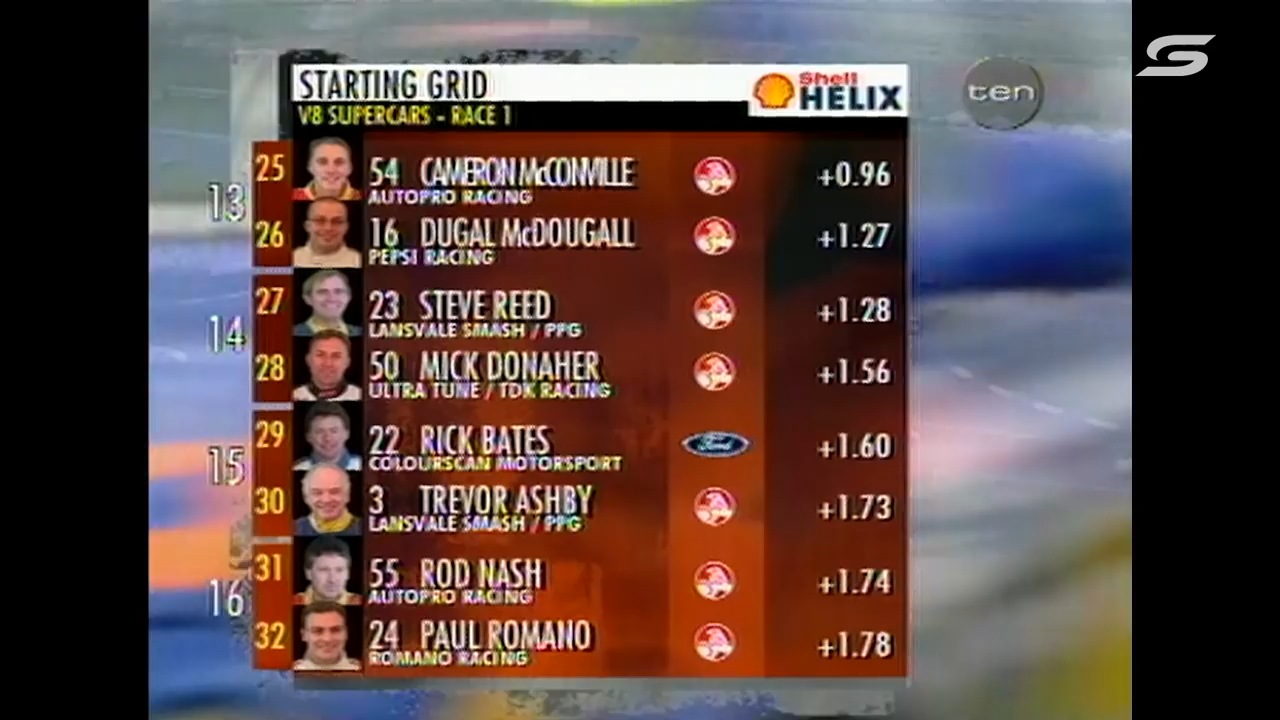 STARTING GRID
Shell
HELIX
ten
V8 SUPERCARS - RACE 1
13
25 54 CAMERON McCONVILLE +0.96
AUTOPRO RACING
26 16 DUGAL McDOUGALL +1.27
PEPSI RACING
14
27 23 STEVE REED +1.28
LANSVALE SMASH / PPG
28 50 MICK DONAHER +1.56
ULTRA TUNE / TDK RACING
15
29 22 RICK BATES Ford +1.60
COLOURSCAN MOTORSPORT
30 3 TREVOR ASHBY +1.73
LANSVALE SMASH / PPG
16
31 55 ROD NASH +1.74
AUTOPRO RACING
32 24 PAUL ROMANO +1.78
ROMANO RACING